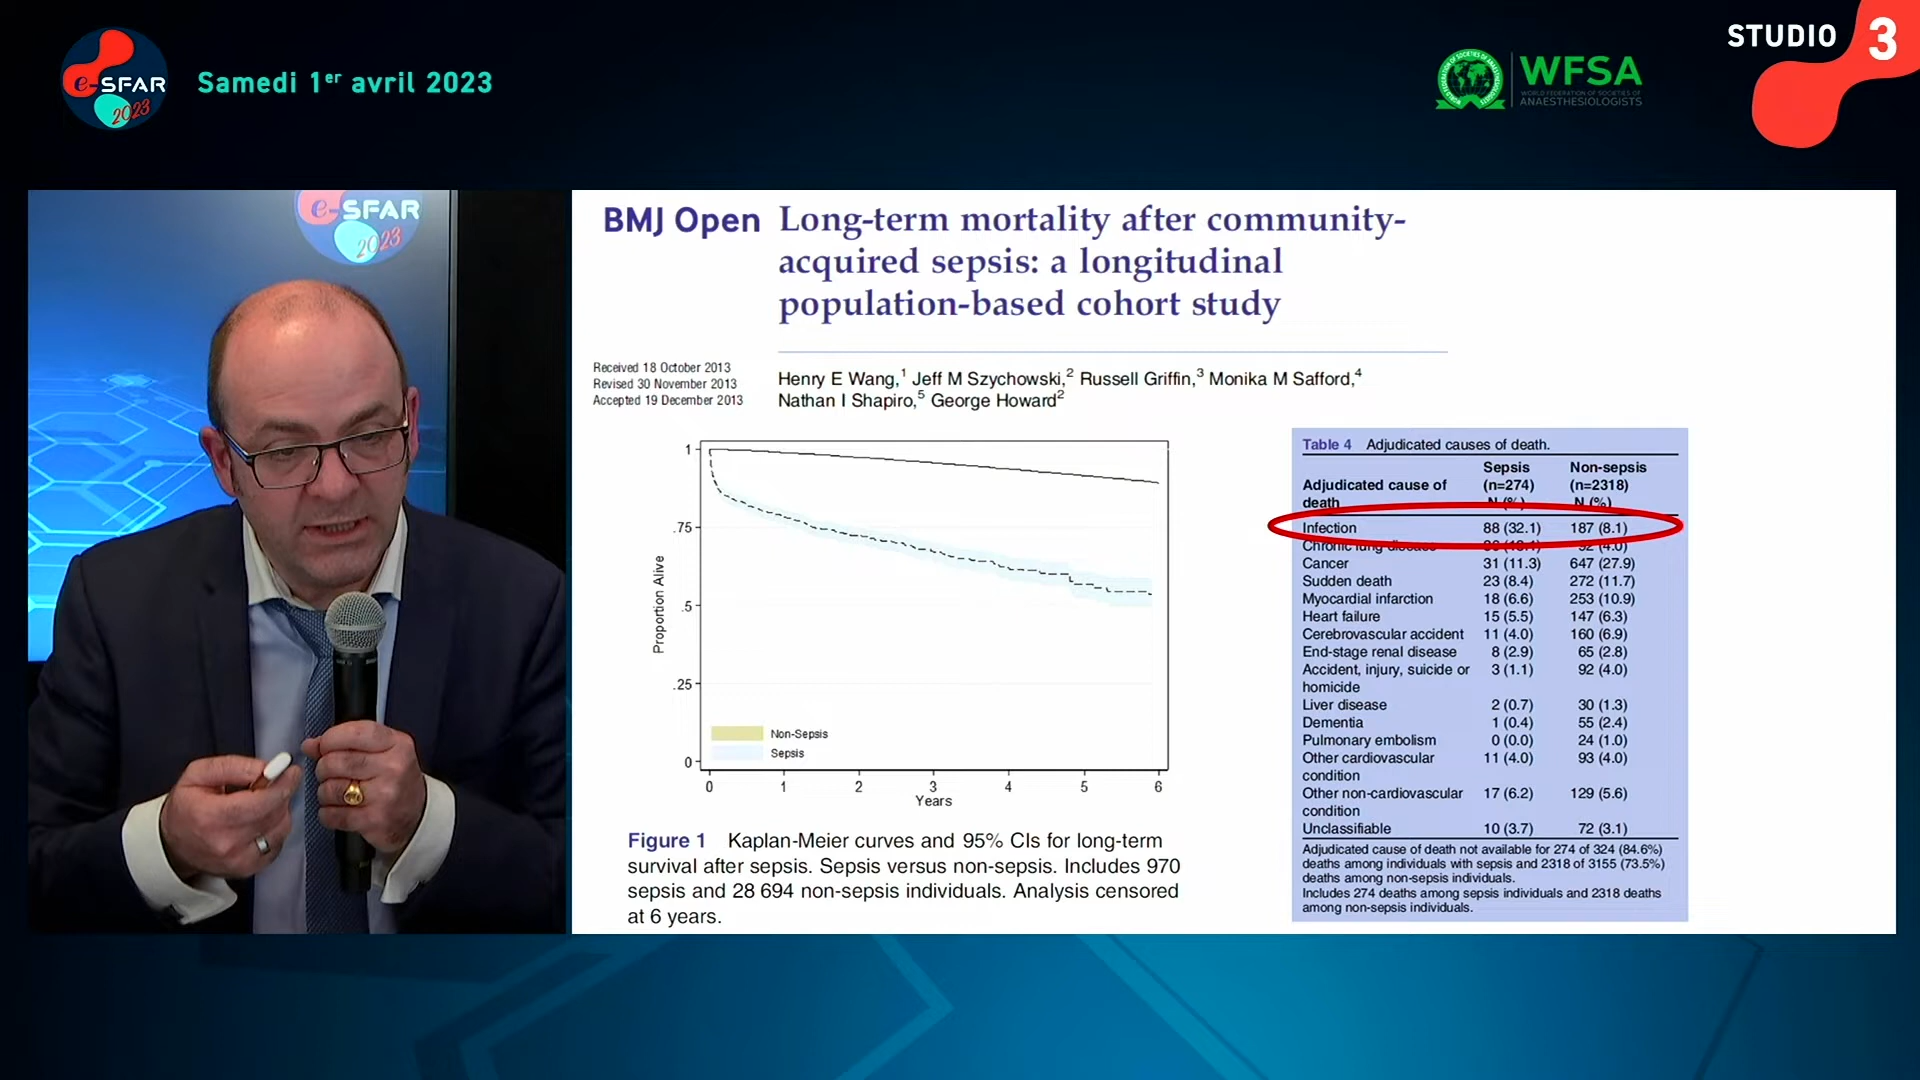 e-SFAR
2023
Samedi 1er avril 2023
WFSA
WORLD FEDERATION OF SOCIETIES OF
ANAESTHESIOLOGISTS
STUDIO 3
e-SFAR
2023
BMJ Open
Long-term mortality after community-
acquired sepsis: a longitudinal
population-based cohort study
Received 18 October 2013
Revised 30 November 2013
Accepted 19 December 2013
Henry E Wang,1 Jeff M Szychowski,2 Russell Griffin,3 Monika M Safford,4
Nathan I Shapiro,5 George Howard2
Proportion Alive
1
.75
.5
.25
0
Non-Sepsis
Sepsis
0 1 2 3 4 5 6
Years
Figure 1 Kaplan-Meier curves and 95% CIs for long-term
survival after sepsis. Sepsis versus non-sepsis. Includes 970
sepsis and 28 694 non-sepsis individuals. Analysis censored
at 6 years.
Table 4 Adjudicated causes of death.
Sepsis Non-sepsis
(n=274) (n=2318)
Adjudicated cause of
death N (%) N (%)
Infection 88 (32.1) 187 (8.1)
Chronic lung disease 92 (4.0)
Cancer 31 (11.3) 647 (27.9)
Sudden death 23 (8.4) 272 (11.7)
Myocardial infarction 18 (6.6) 253 (10.9)
Heart failure 15 (5.5) 147 (6.3)
Cerebrovascular accident 11 (4.0) 160 (6.9)
End-stage renal disease 8 (2.9) 65 (2.8)
Accident, injury, suicide or 3 (1.1) 92 (4.0)
homicide
Liver disease 2 (0.7) 30 (1.3)
Dementia 1 (0.4) 55 (2.4)
Pulmonary embolism 0 (0.0) 24 (1.0)
Other cardiovascular 11 (4.0) 93 (4.0)
condition
Other non-cardiovascular 17 (6.2) 129 (5.6)
condition
Unclassifiable 10 (3.7) 72 (3.1)
Adjudicated cause of death not available for 274 of 324 (84.6%)
deaths among individuals with sepsis and 2318 of 3155 (73.5%)
deaths among non-sepsis individuals.
Includes 274 deaths among sepsis individuals and 2318 deaths
among non-sepsis individuals.